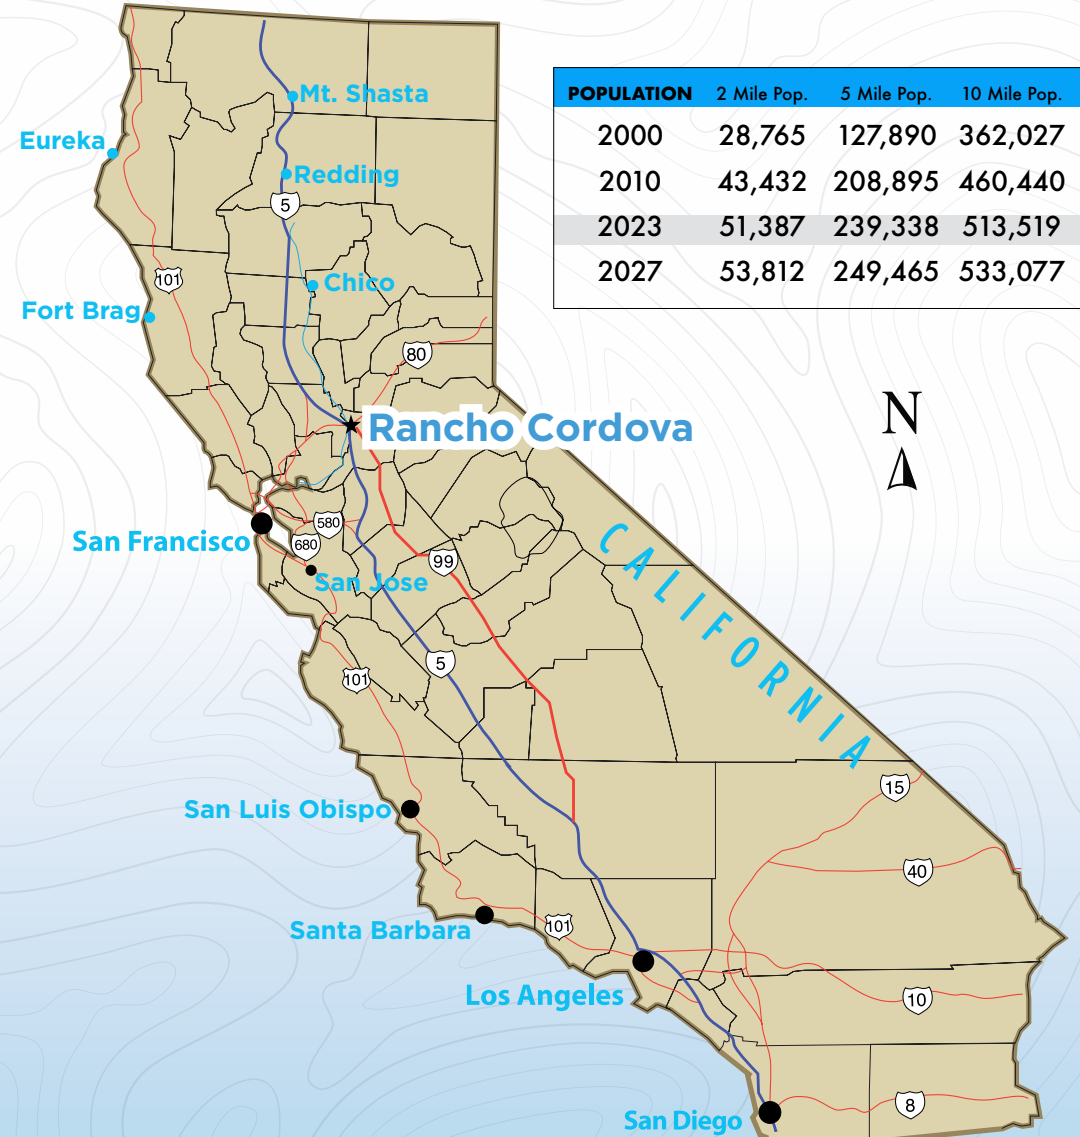 POPULATION 2 Mile Pop. 5 Mile Pop. 10 Mile Pop.
2000 28,765 127,890 362,027
2010 43,432 208,895 460,440
2023 51,387 239,338 513,519
2027 53,812 249,465 533,077
Mt. Shasta
Eureka
Redding
5
101
Chico
Fort Brag
80
N
Rancho Cordova
580
San Francisco
680
99
San Jose
CALIFORNIA
5
101
15
San Luis Obispo
40
Santa Barbara
101
Los Angeles
10
8
San Diego